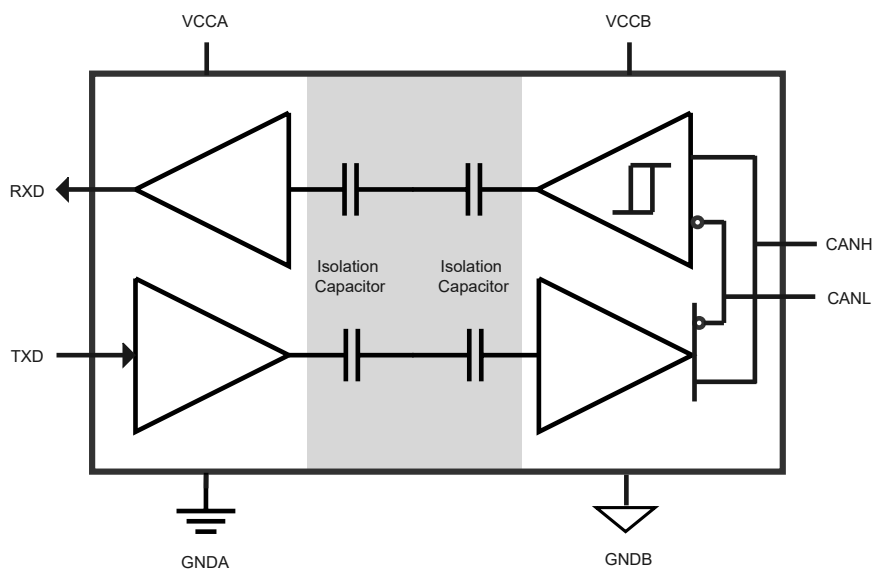 VCCA
VCCB
RXD
CANH
Isolation
Capacitor
Isolation
Capacitor
CANL
TXD
GNDA
GNDB